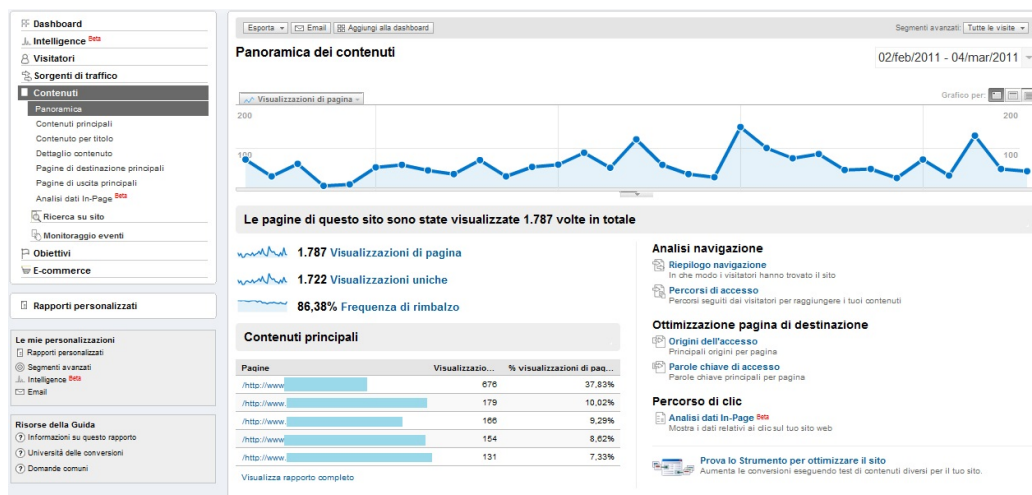 Dashboard
Intelligence Beta
Visitatori
Sorgenti di traffico
Contenuti
Panoramica
Contenuti principali
Contenuto per titolo
Dettaglio contenuto
Pagine di destinazione principali
Pagine di uscita principali
Analisi dati In-Page Beta
Ricerca su sito
Monitoraggio eventi
Obiettivi
E-commerce
Rapporti personalizzati
Le mie personalizzazioni
Rapporti personalizzati
Segmenti avanzati
Intelligence Beta
Email
Risorse della Guida
Informazioni su questo rapporto
Università delle conversioni
Domande comuni
Esporta Email Aggiungi alla dashboard
Segmenti avanzati: Tutte le visite
Panoramica dei contenuti
02/feb/2011 - 04/mar/2011
Visualizzazioni di pagina
Grafico per:
200 200
100 100
Le pagine di questo sito sono state visualizzate 1.787 volte in totale
1.787 Visualizzazioni di pagina
1.722 Visualizzazioni uniche
86,38% Frequenza di rimbalzo
Contenuti principali
Pagine Visualizzazio... % visualizzazioni di pag...
/http://www 676 37,83%
/http://www. 179 10,02%
/http://www 166 9,29%
/http://www. 154 8,62%
/http://www. 131 7,33%
Visualizza rapporto completo
Analisi navigazione
Riepilogo navigazione
In che modo i visitatori hanno trovato il sito
Percorsi di accesso
Percorsi seguiti dai visitatori per raggiungere i tuoi contenuti
Ottimizzazione pagina di destinazione
Origini dell'accesso
Principali origini per pagina
Parole chiave di accesso
Parole chiave principali per pagina
Percorso di clic
Analisi dati In-Page Beta
Mostra i dati relativi ai clic sul tuo sito web
Prova lo Strumento per ottimizzare il sito
Aumenta le conversioni eseguendo test di contenuti diversi per il tuo sito.